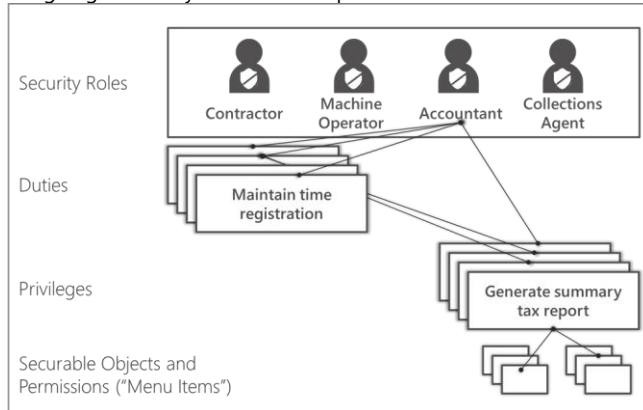 Security Roles
Contractor
Machine
Operator
Accountant
Collections
Agent
Duties
Maintain time
registration
Privileges
Generate summary
tax report
Securable Objects and
Permissions ("Menu Items")